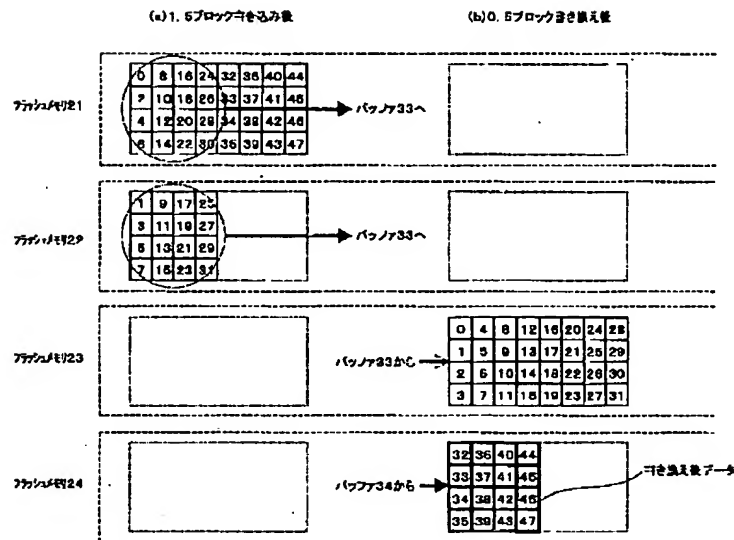 (a)1.5ブロック書き込み後 (b)0.5ブロック書き換え後
0 8 16 24 32 36 40 44
2 10 18 26 33 37 41 45
フラッシュメモリ21 バッファ33へ
4 12 20 28 34 38 42 46
6 14 22 30 35 39 43 47
1 9 17 25
3 11 19 27
フラッシュメモリ22 バッファ33へ
5 13 21 29
7 15 23 31
0 4 8 12 16 20 24 28
1 5 9 13 17 21 25 29
フラッシュメモリ23 バッファ33から
2 6 10 14 18 22 26 30
3 7 11 15 19 23 27 31
32 36 40 44
33 37 41 45 書き換え後データ
フラッシュメモリ24 バッファ34から
34 38 42 46
35 39 43 47